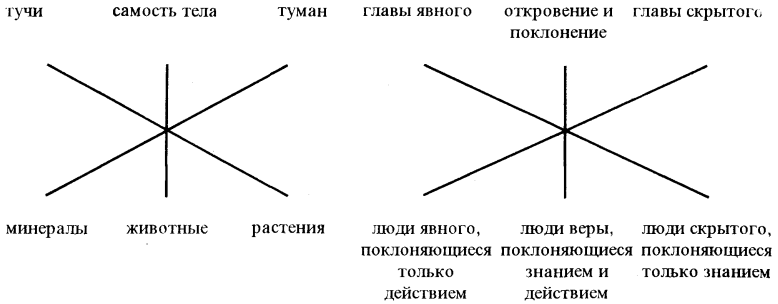 тучи самость тела туман главы явного откровение и главы скрытого
поклонение
минералы животные растения люди явного, люди веры, люди скрытого,
поклоняющиеся поклоняющиеся поклоняющиеся
только знанием и только знанием
действием действием